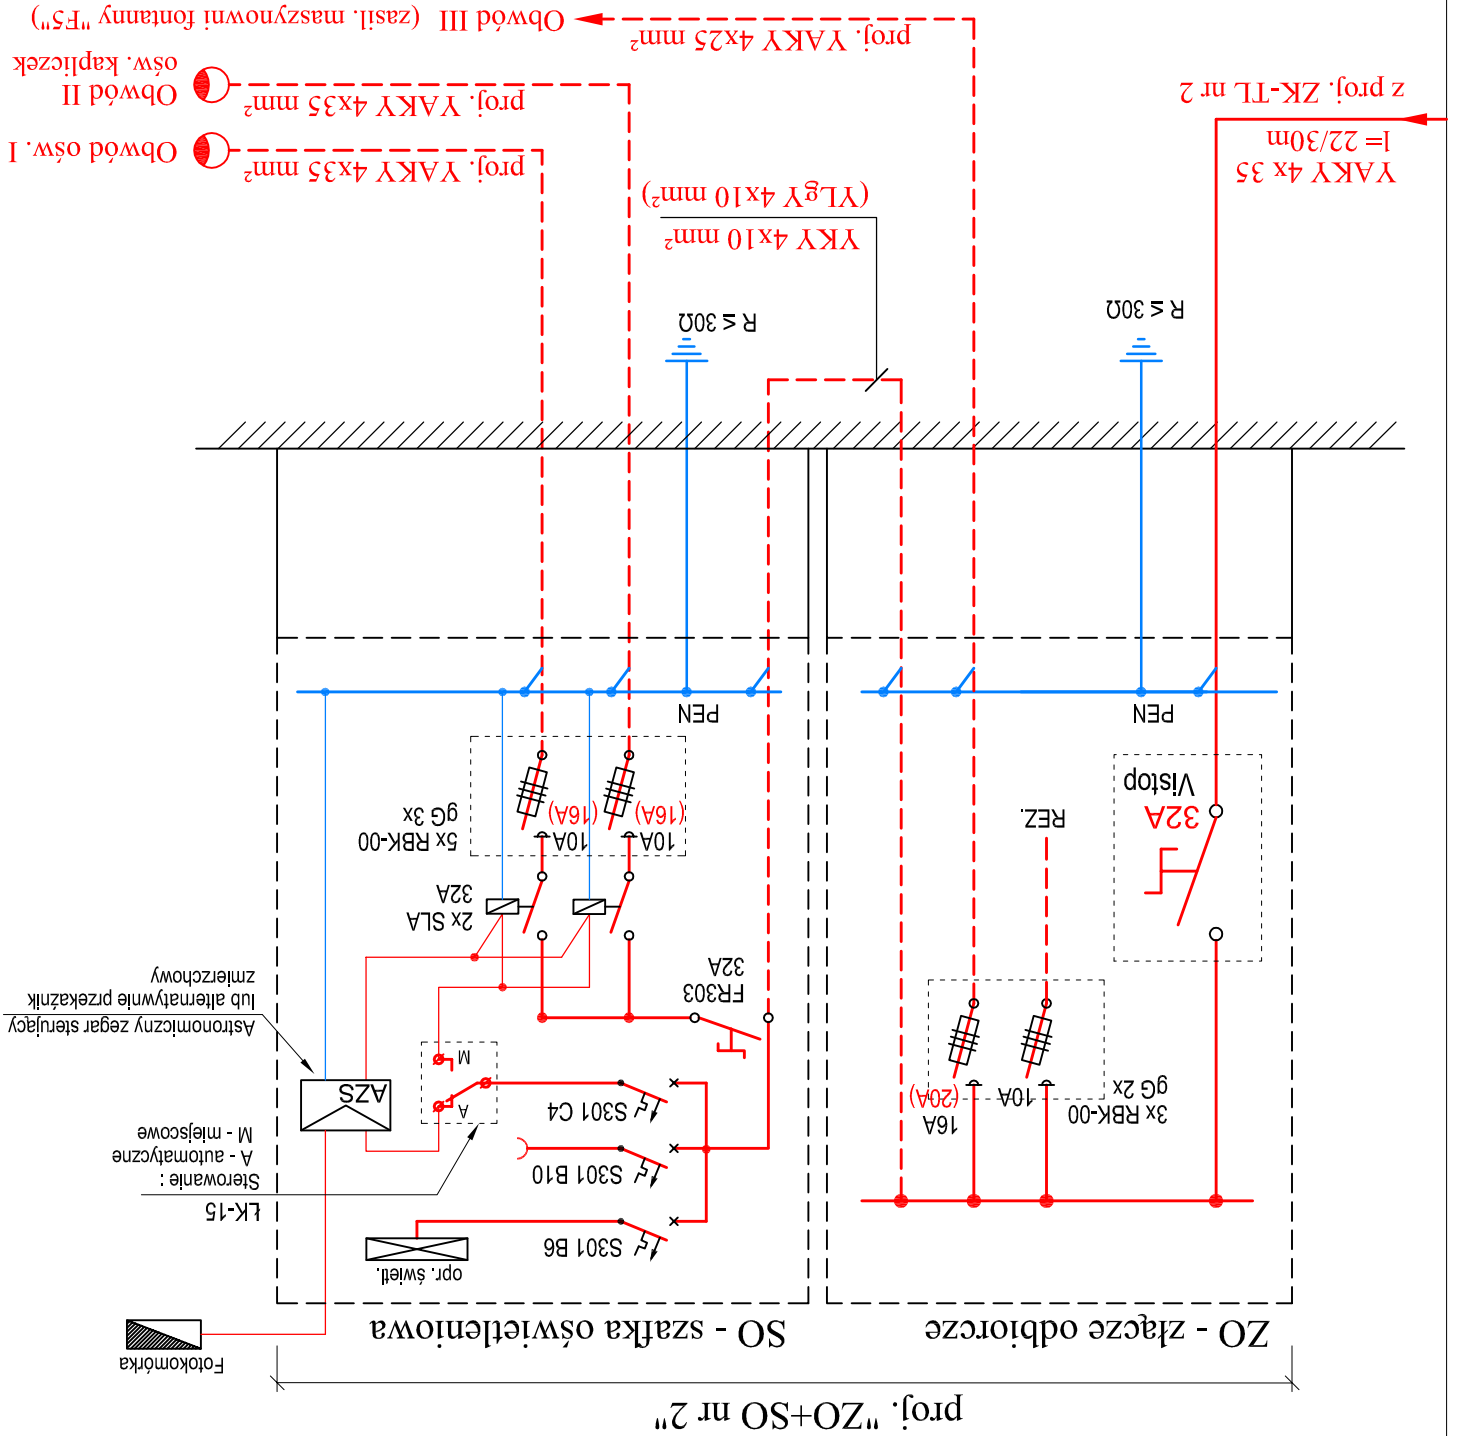 proj. "ZO+SO nr 2"
ZO - złącze odbiorcze
SO - szafka oświetleniowa
Fotokomórka
opr. świetl.
S301 B6
S301 B10
S301 C4
ŁK-15
Sterowanie :
A - automatyczne
M - miejscowe
A
M
AZS
Astronomiczny zegar sterujący
lub alternatywnie przekaźnik
zmierzchowy
3x RBK-00
gG 2x
10A
16A
(20A)
REZ.
32A
Vistop
PEN
FR303
32A
2x SLA
32A
5x RBK-00
gG 3x
10A
(16A)
10A
(16A)
PEN
R ≤ 30Ω
R ≤ 30Ω
YKY 4x10 mm²
(YLgY 4x10 mm²)
YAKY 4x 35
l= 22/30m
z proj. ZK-TL nr 2
proj. YAKY 4x35 mm²
Obwód ośw. I
proj. YAKY 4x35 mm²
Obwód II
ośw. kapliczek
proj. YAKY 4x25 mm²
Obwód III (zasil. maszynowni fontanny "F5")